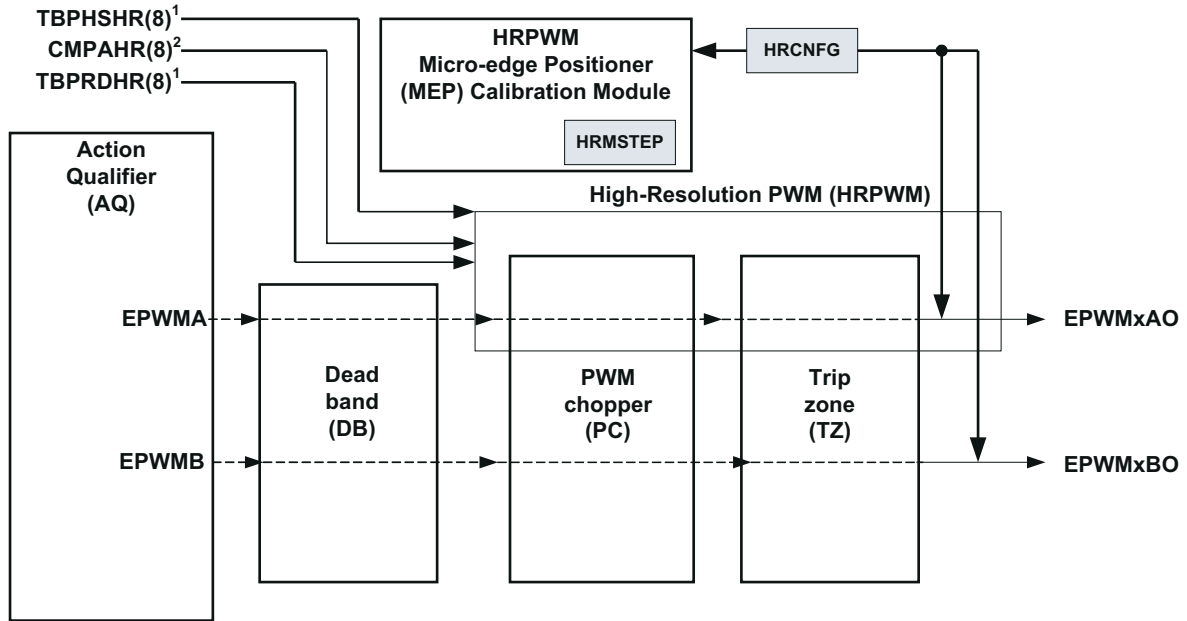 TBPHSHR(8)1
CMPAHR(8)2
TBPRDHR(8)1
HRPWM
Micro-edge Positioner
(MEP) Calibration Module
HRMSTEP
HRCNFG
High-Resolution PWM (HRPWM)
Action
Qualifier
(AQ)
EPWMA
EPWMB
Dead
band
(DB)
PWM
chopper
(PC)
Trip
zone
(TZ)
EPWMxAO
EPWMxBO